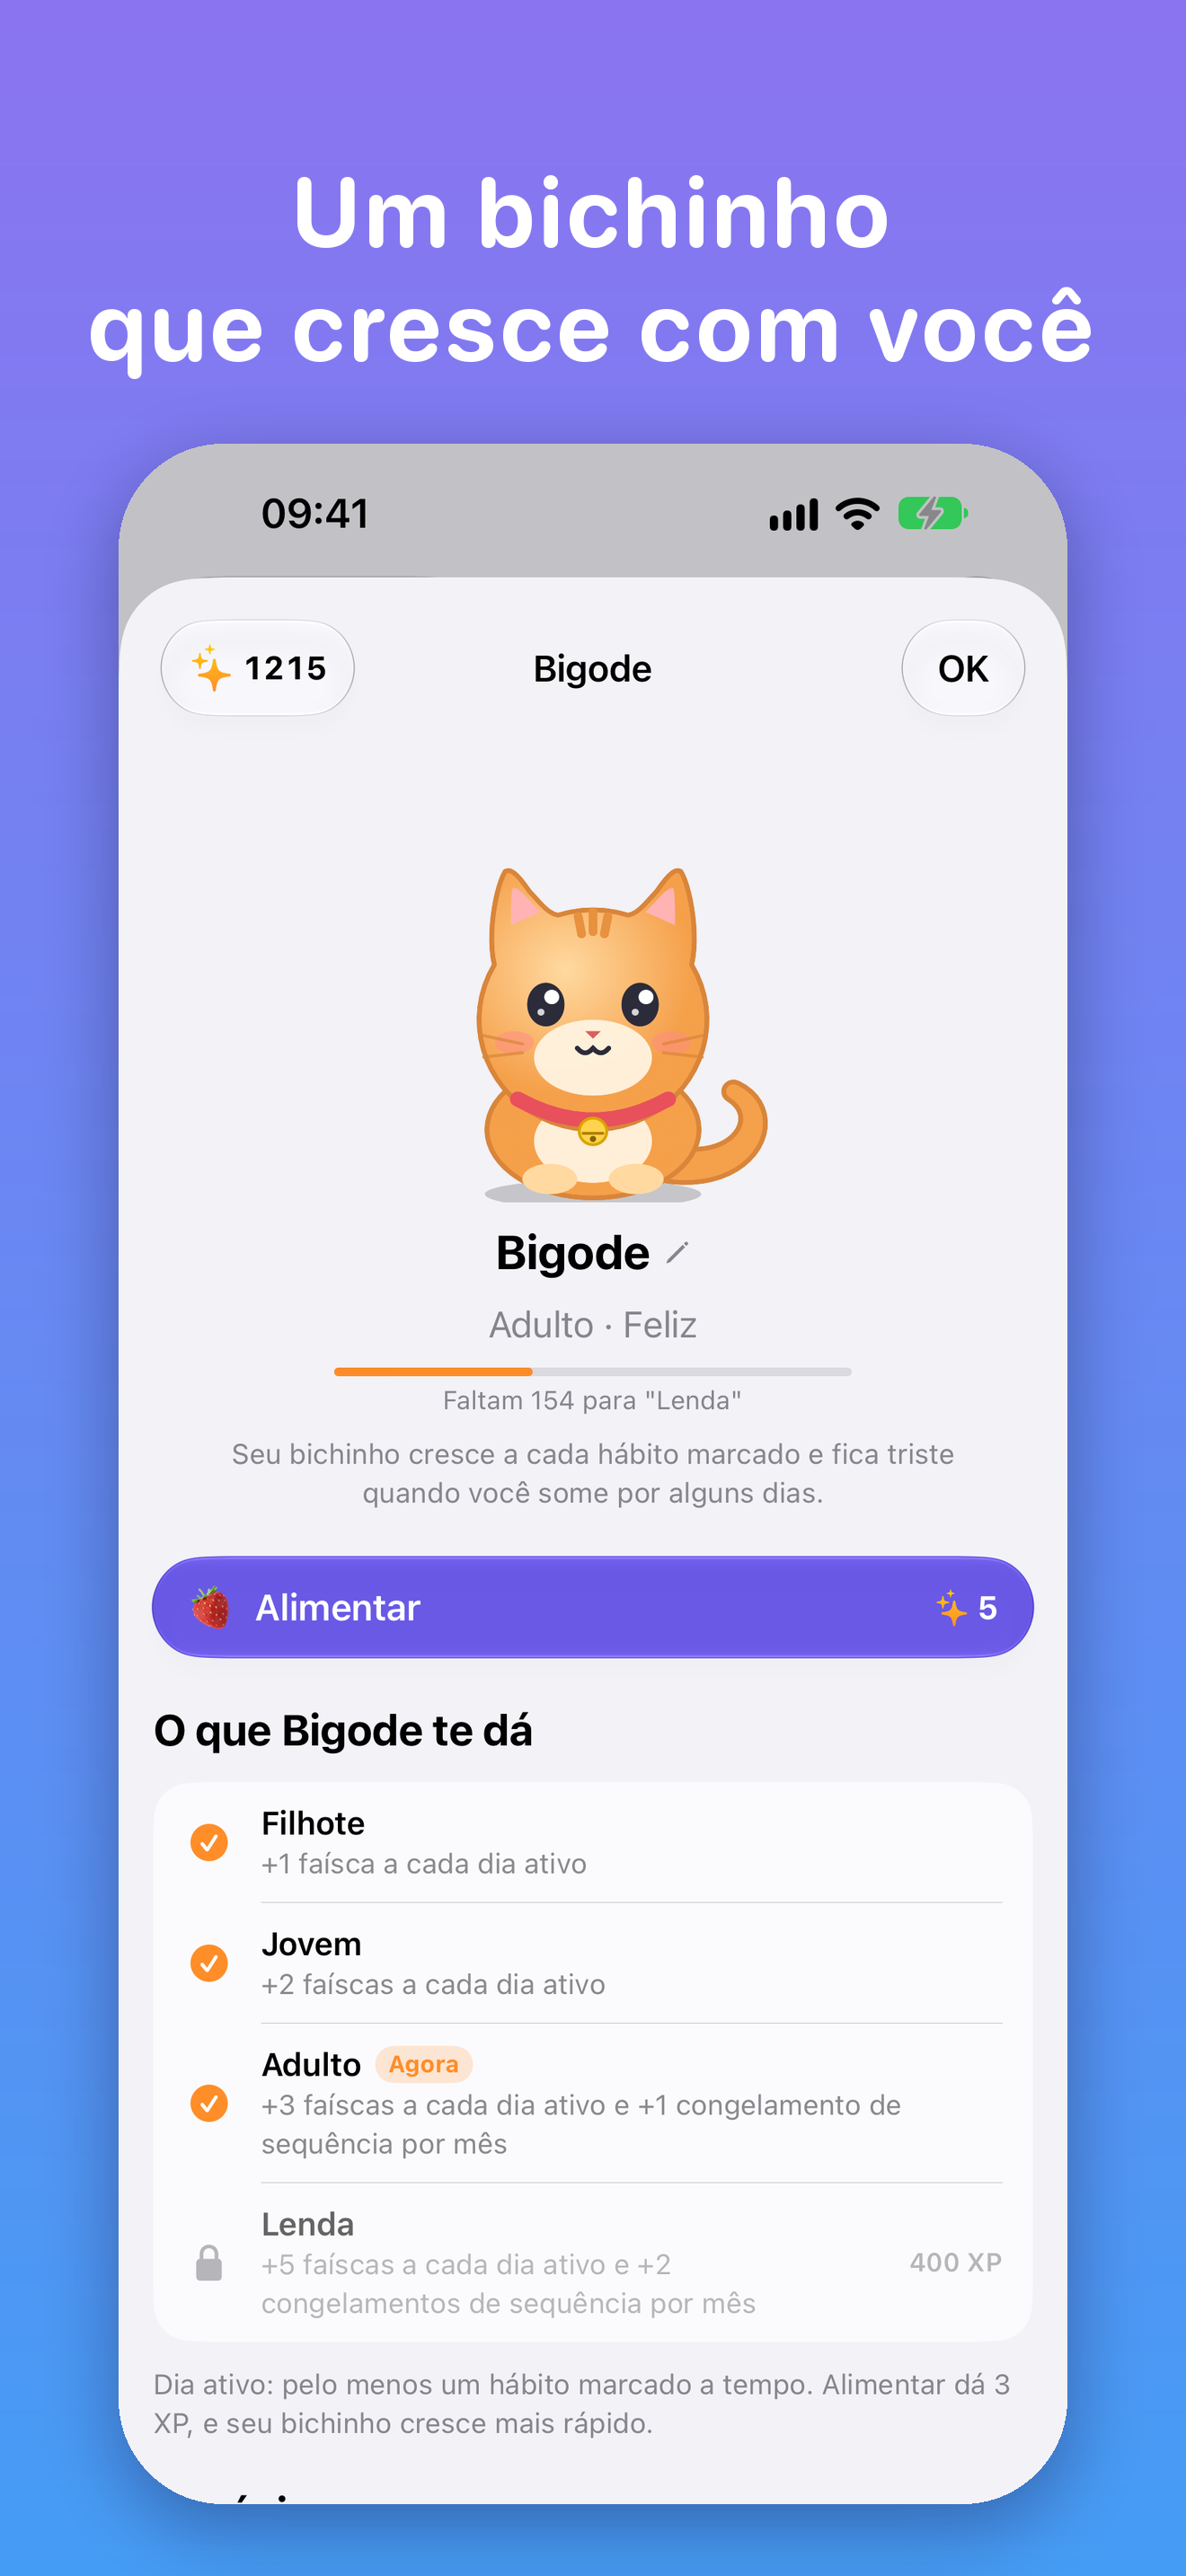 Um bichinho
que cresce com você
09:41
1215
Bigode
OK
Bigode
Adulto · Feliz
Faltam 154 para "Lenda"
Seu bichinho cresce a cada hábito marcado e fica triste
quando você some por alguns dias.
Alimentar
5
O que Bigode te dá
Filhote
+1 faísca a cada dia ativo
Jovem
+2 faíscas a cada dia ativo
Adulto Agora
+3 faíscas a cada dia ativo e +1 congelamento de
sequência por mês
Lenda
+5 faíscas a cada dia ativo e +2
congelamentos de sequência por mês
400 XP
Dia ativo: pelo menos um hábito marcado a tempo. Alimentar dá 3
XP, e seu bichinho cresce mais rápido.